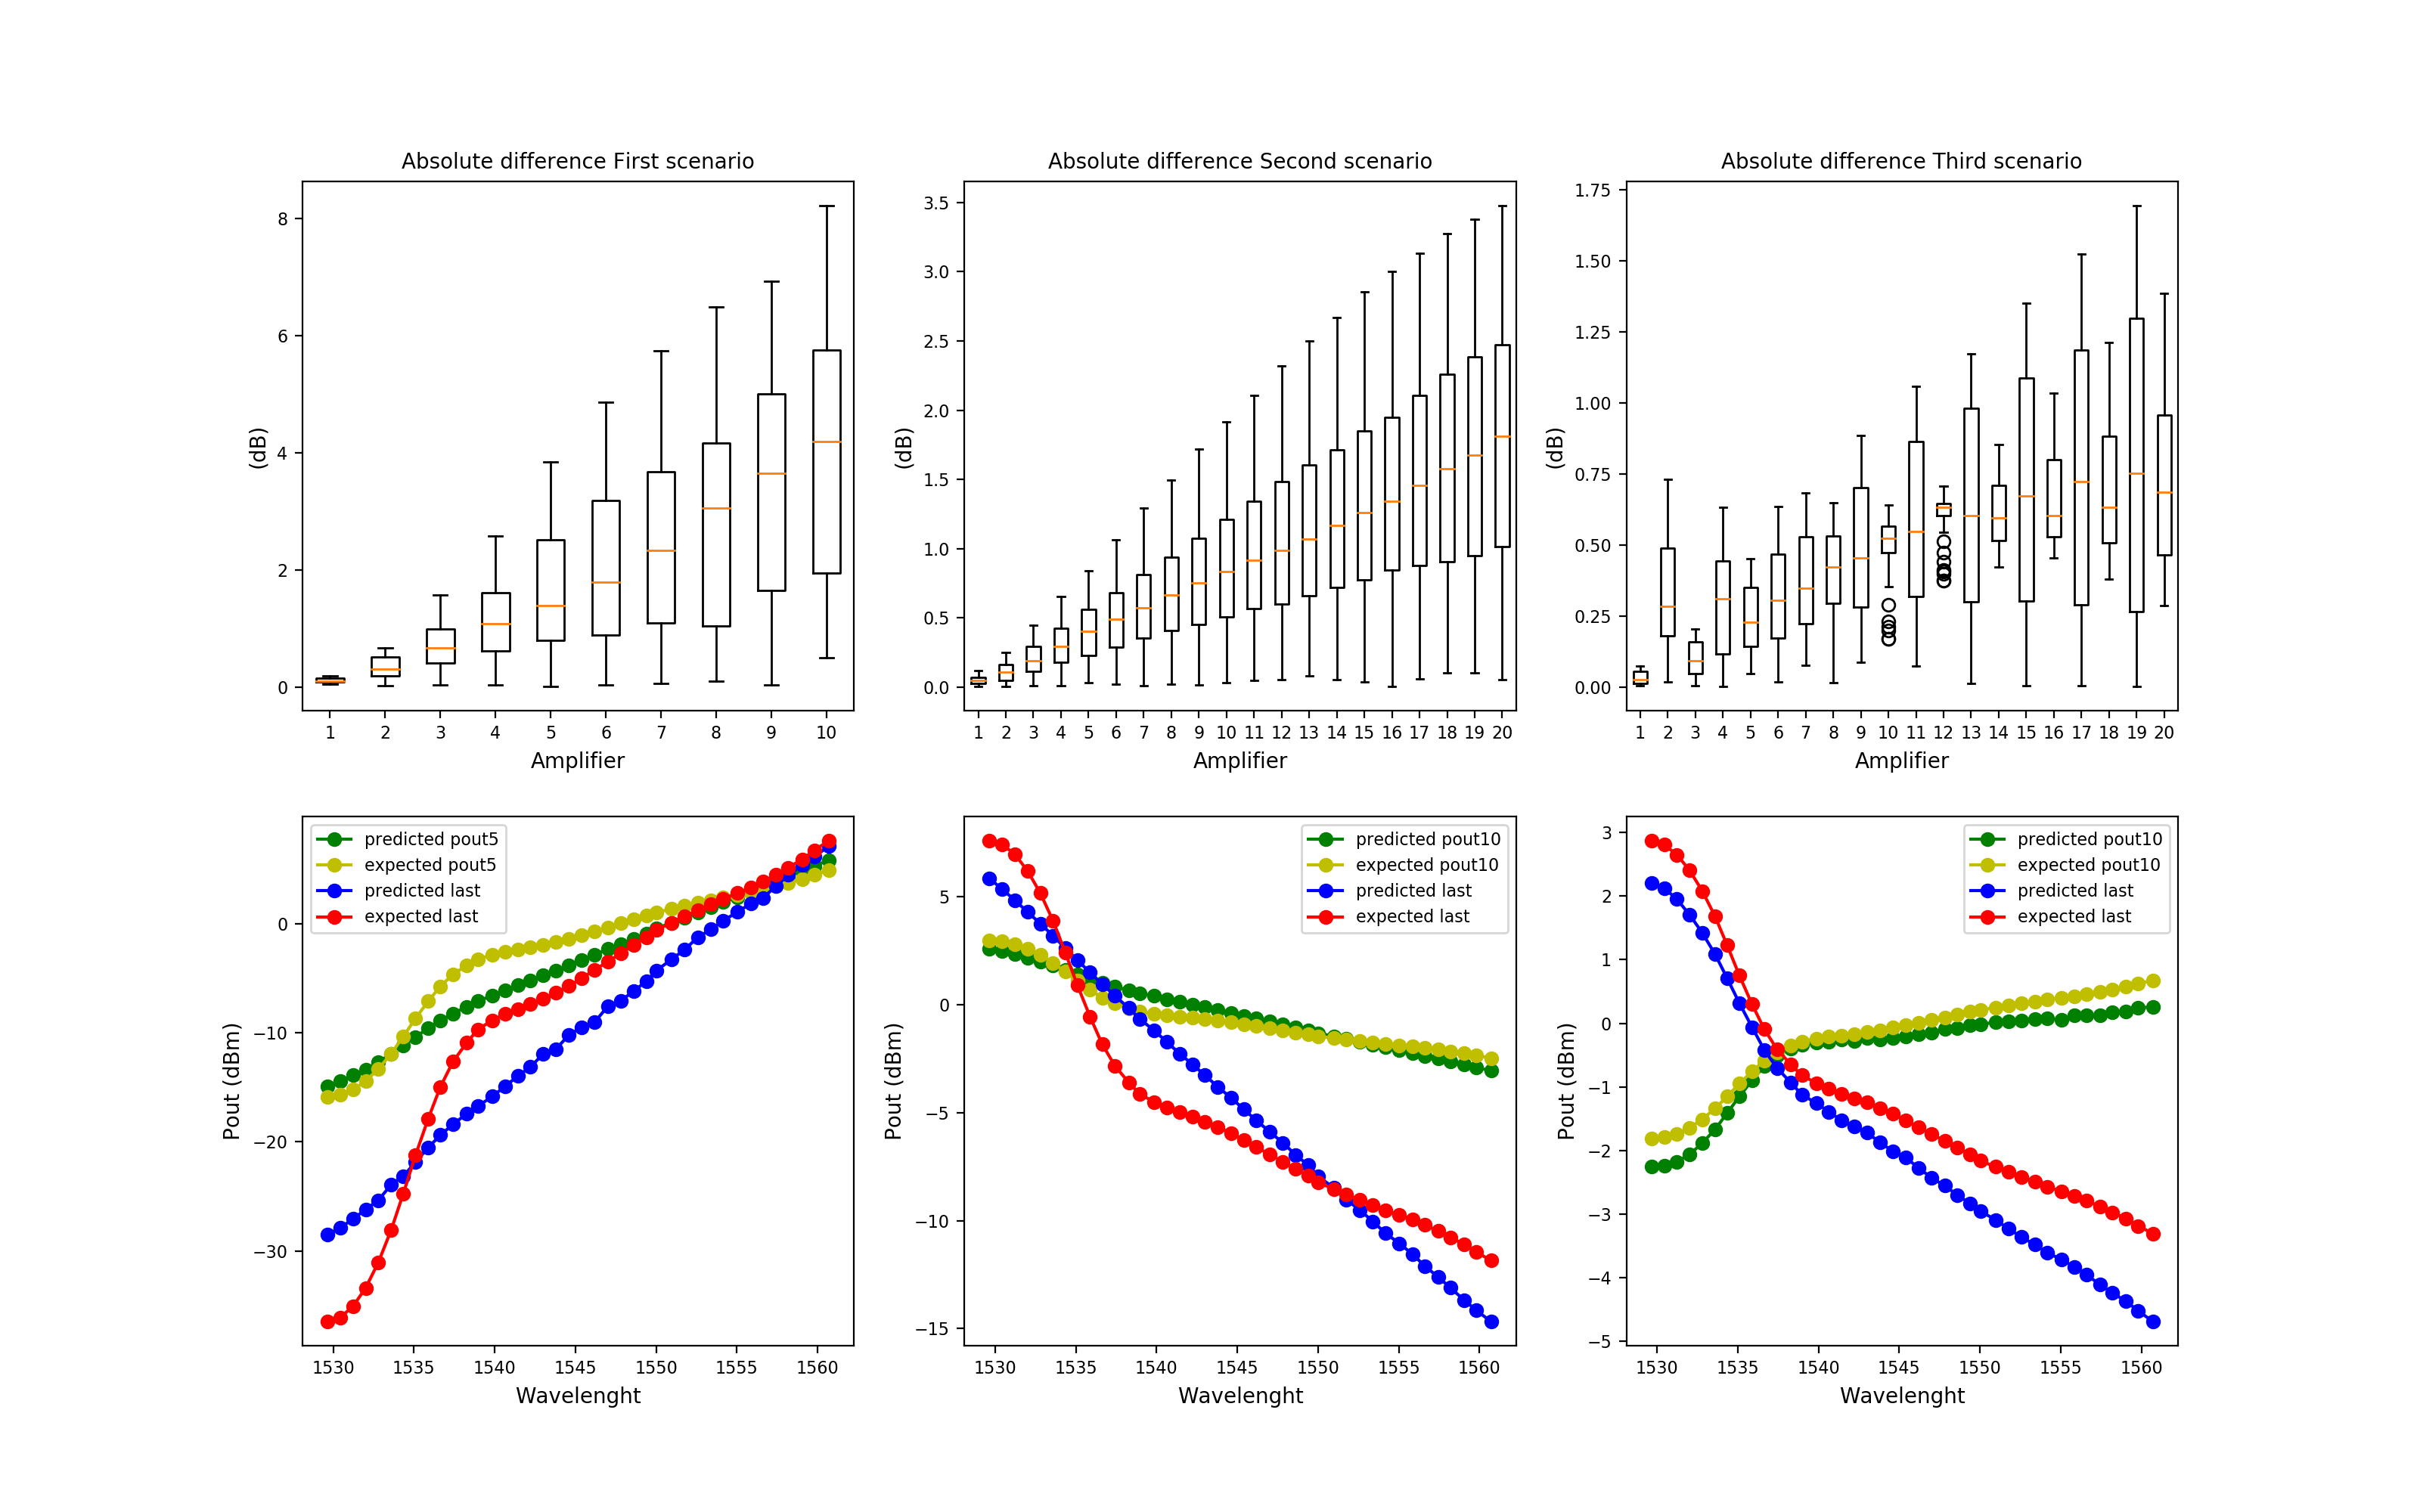 Absolute difference First scenario
8
6
4
2
0
(dB)
1 2 3 4 5 6 7 8 9 10
Amplifier
Absolute difference Second scenario
3.5
3.0
2.5
2.0
1.5
1.0
0.5
0.0
(dB)
1 2 3 4 5 6 7 8 9 10 11 12 13 14 15 16 17 18 19 20
Amplifier
Absolute difference Third scenario
1.75
1.50
1.25
1.00
0.75
0.50
0.25
0.00
(dB)
1 2 3 4 5 6 7 8 9 10 11 12 13 14 15 16 17 18 19 20
Amplifier
predicted pout5
expected pout5
predicted last
expected last
0
−10
−20
−30
Pout (dBm)
1530 1535 1540 1545 1550 1555 1560
Wavelenght
predicted pout10
expected pout10
predicted last
expected last
5
0
−5
−10
−15
Pout (dBm)
1530 1535 1540 1545 1550 1555 1560
Wavelenght
predicted pout10
expected pout10
predicted last
expected last
3
2
1
0
−1
−2
−3
−4
−5
Pout (dBm)
1530 1535 1540 1545 1550 1555 1560
Wavelenght